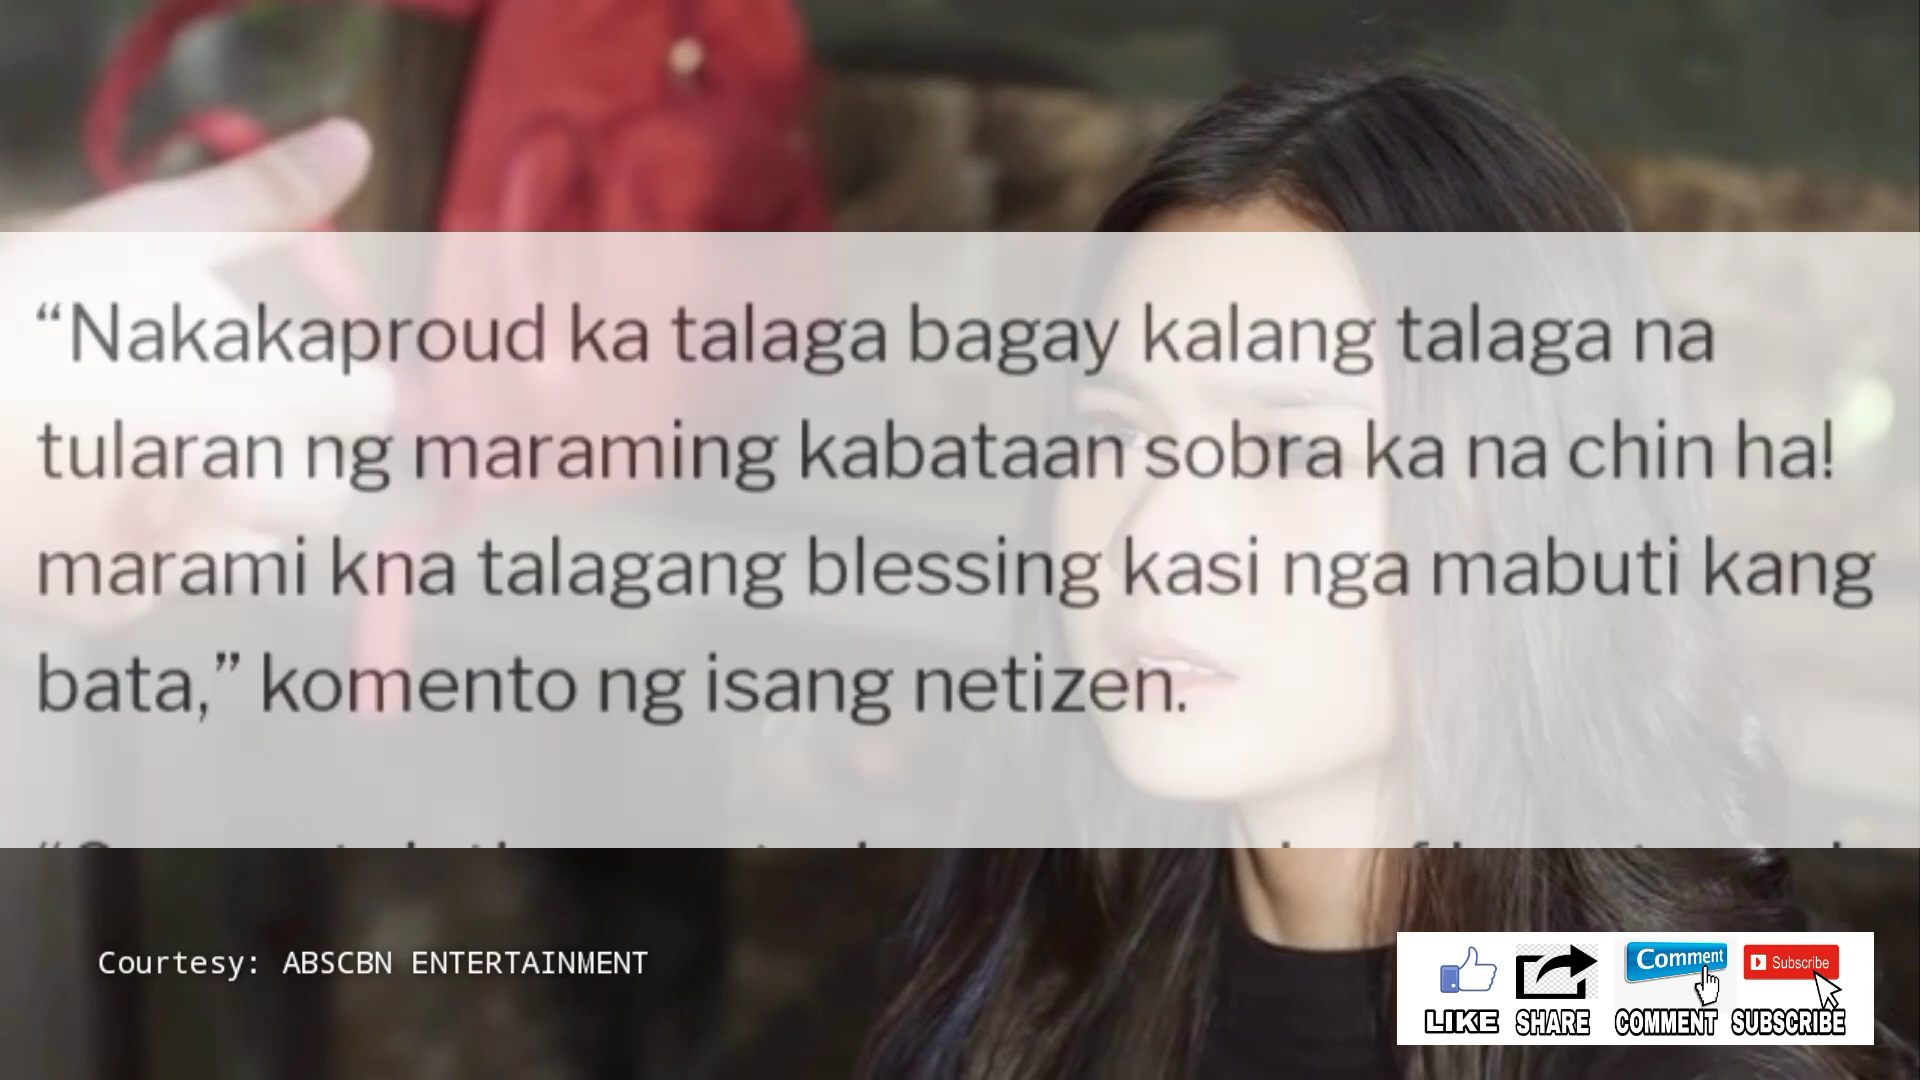 “Nakakaproud ka talaga bagay kalang talaga na
tularan ng maraming kabataan sobra ka na chin ha!
marami kna talagang blessing kasi nga mabuti kang
bata,” komento ng isang netizen.
Courtesy: ABSCBN ENTERTAINMENT
Comment
Subscribe
LIKE SHARE COMMENT SUBSCRIBE